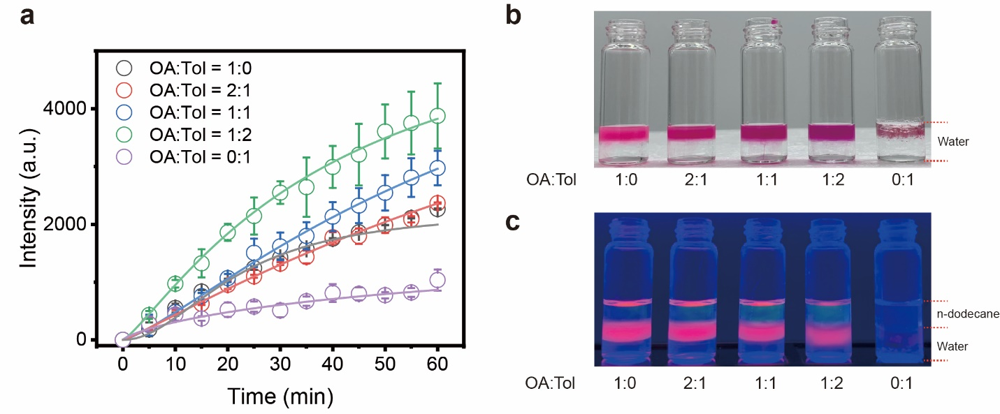 a
OA:Tol = 1:0
OA:Tol = 2:1
OA:Tol = 1:1
OA:Tol = 1:2
OA:Tol = 0:1
4000
2000
0
Intensity (a.u.)
0 10 20 30 40 50 60
Time (min)
b
Water
OA:Tol 1:0 2:1 1:1 1:2 0:1
c
n-dodecane
Water
OA:Tol 1:0 2:1 1:1 1:2 0:1